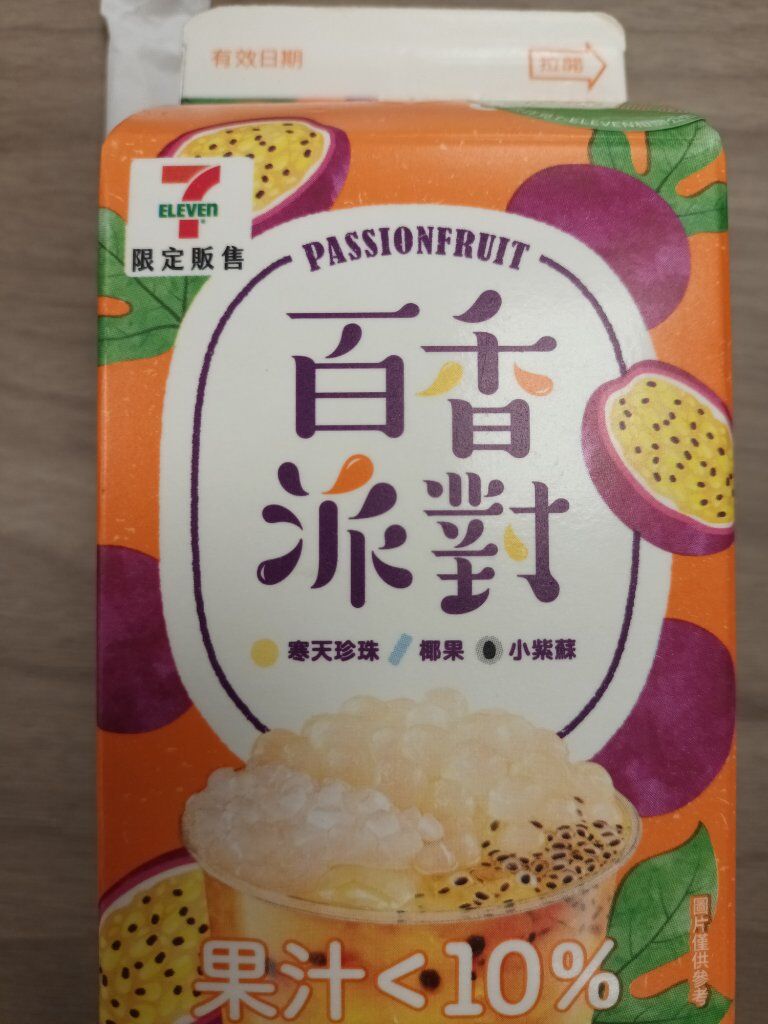 有效日期
拉開
7
ELEVEN
限定販售
PASSIONFRUIT
百香
派對
寒天珍珠 / 椰果 小紫蘇
果汁<10%
圖片僅供參考